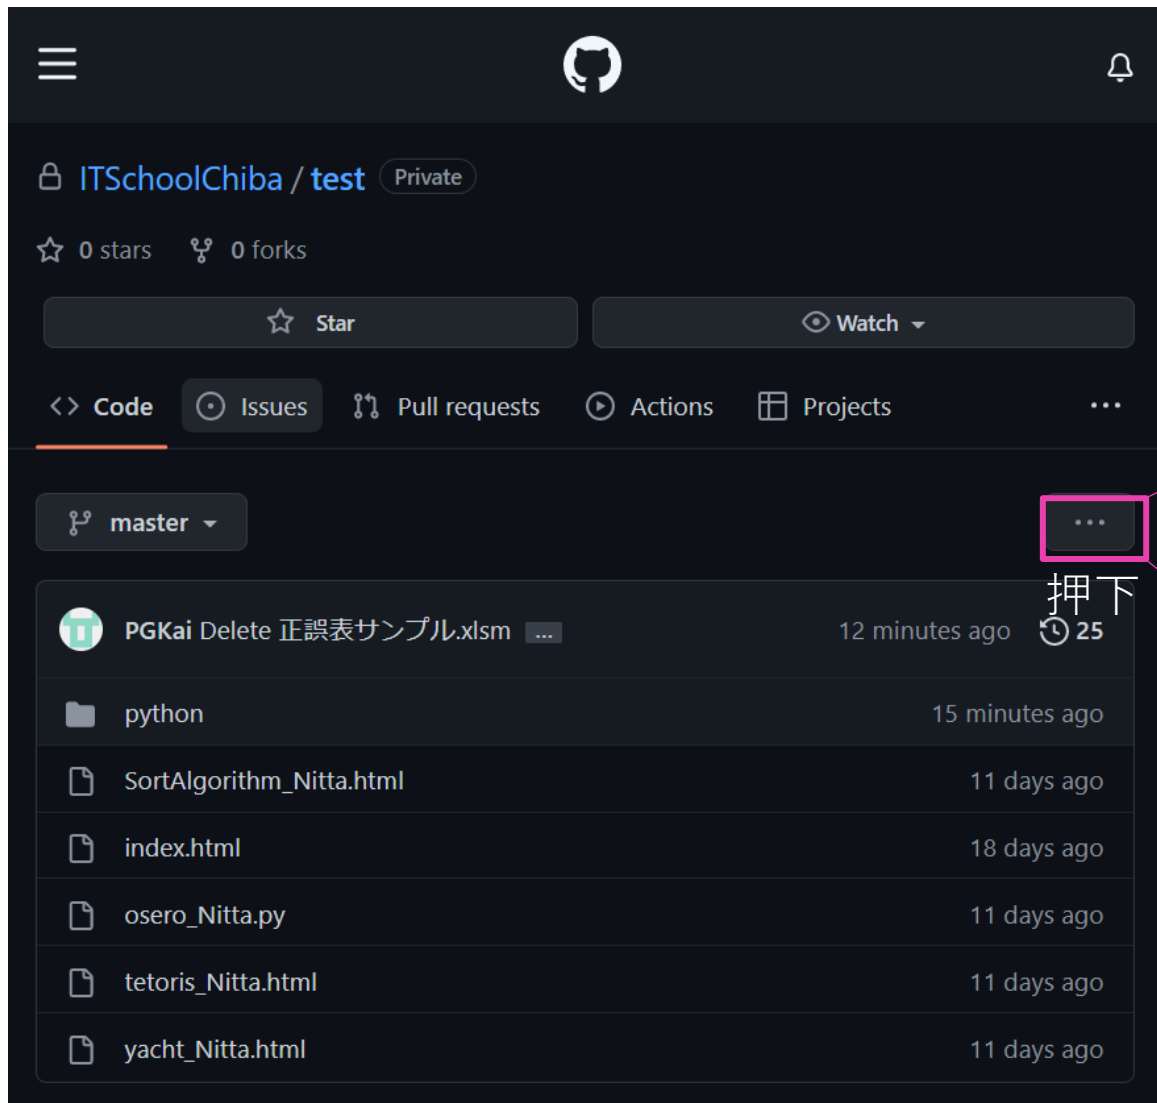 ITSchoolChiba / test Private
0 stars 0 forks
Star Watch
Code Issues Pull requests Actions Projects ...
master ...
押下
PGKai Delete 正誤表サンプル.xlsm ... 12 minutes ago 25
python 15 minutes ago
SortAlgorithm_Nitta.html 11 days ago
index.html 18 days ago
osero_Nitta.py 11 days ago
tetoris_Nitta.html 11 days ago
yacht_Nitta.html 11 days ago